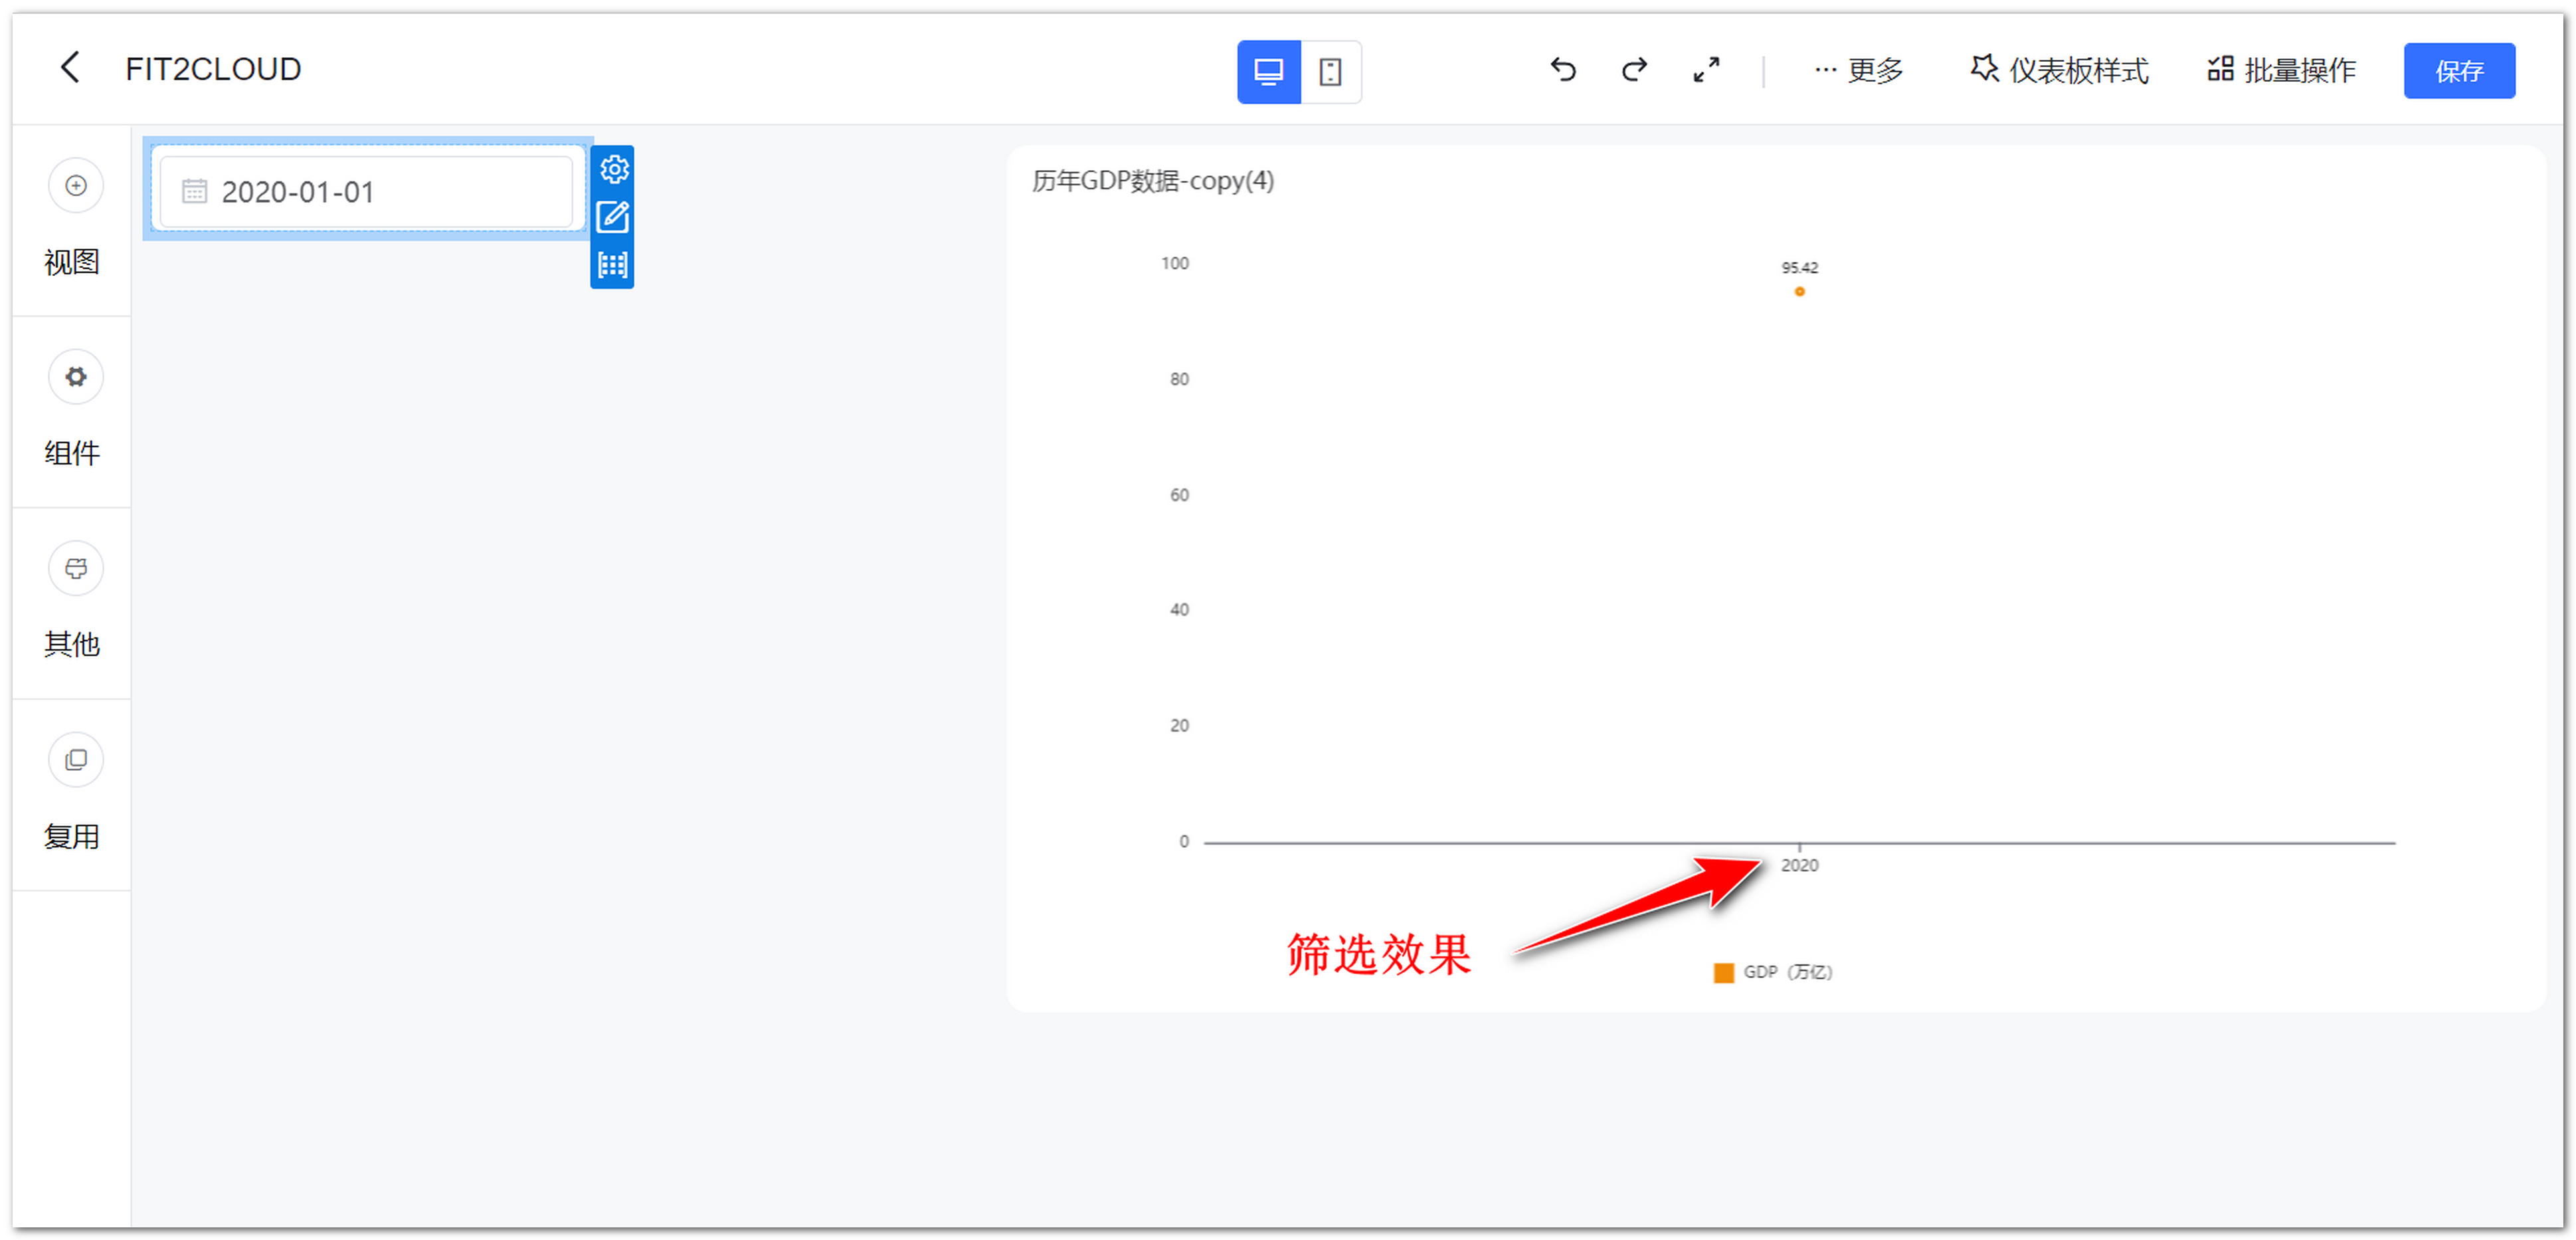 FIT2CLOUD
··· 更多
仪表板样式
批量操作
保存
视图
组件
其他
复用
2020-01-01
历年GDP数据-copy(4)
100
80
60
40
20
0
95.42
2020
筛选效果
GDP（万亿）